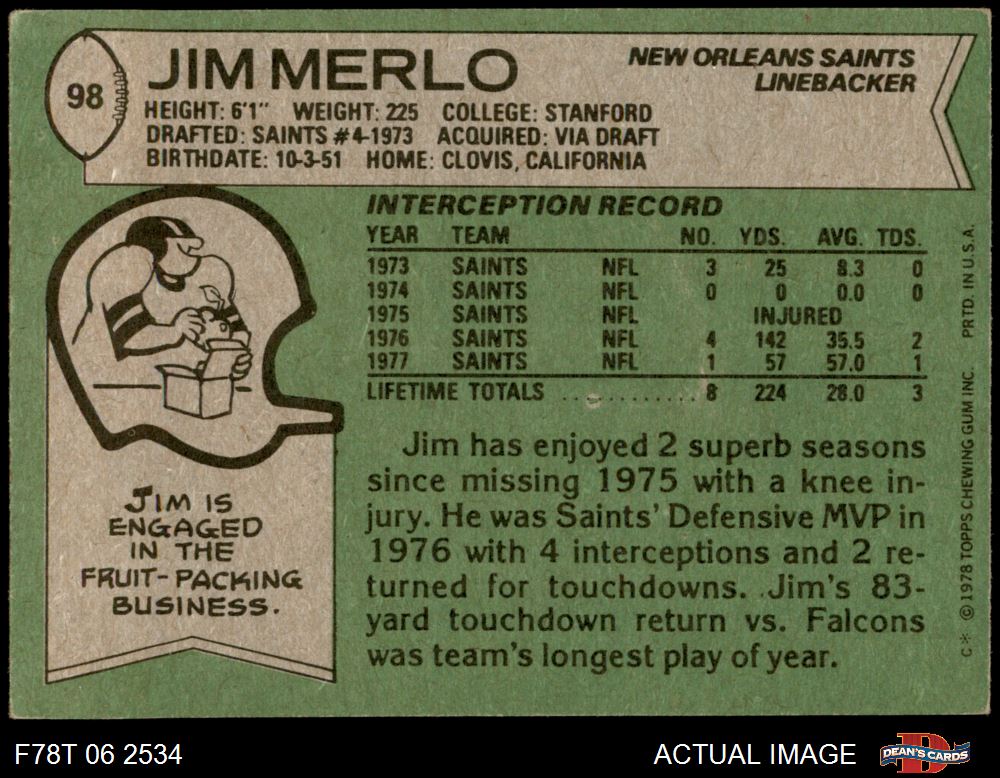 98
JIM MERLO
NEW ORLEANS SAINTS
LINEBACKER
HEIGHT: 6'1" WEIGHT: 225 COLLEGE: STANFORD
DRAFTED: SAINTS #4-1973 ACQUIRED: VIA DRAFT
BIRTHDATE: 10-3-51 HOME: CLOVIS, CALIFORNIA
INTERCEPTION RECORD
YEAR TEAM NO. YDS. AVG. TDS.
1973 SAINTS NFL 3 25 8.3 0
1974 SAINTS NFL 0 0 0.0 0
1975 SAINTS NFL INJURED
1976 SAINTS NFL 4 142 35.5 2
1977 SAINTS NFL 1 57 57.0 1
LIFETIME TOTALS ............ 8 224 28.0 3
Jim has enjoyed 2 superb seasons
since missing 1975 with a knee in-
jury. He was Saints' Defensive MVP in
1976 with 4 interceptions and 2 re-
turned for touchdowns. Jim's 83-
yard touchdown return vs. Falcons
was team's longest play of year.
JIM IS
ENGAGED
IN THE
FRUIT-PACKING
BUSINESS.
C* ©1978 TOPPS CHEWING GUM INC. PRTD. IN U.S.A.
F78T 06 2534
ACTUAL IMAGE
D
DEAN'S CARDS